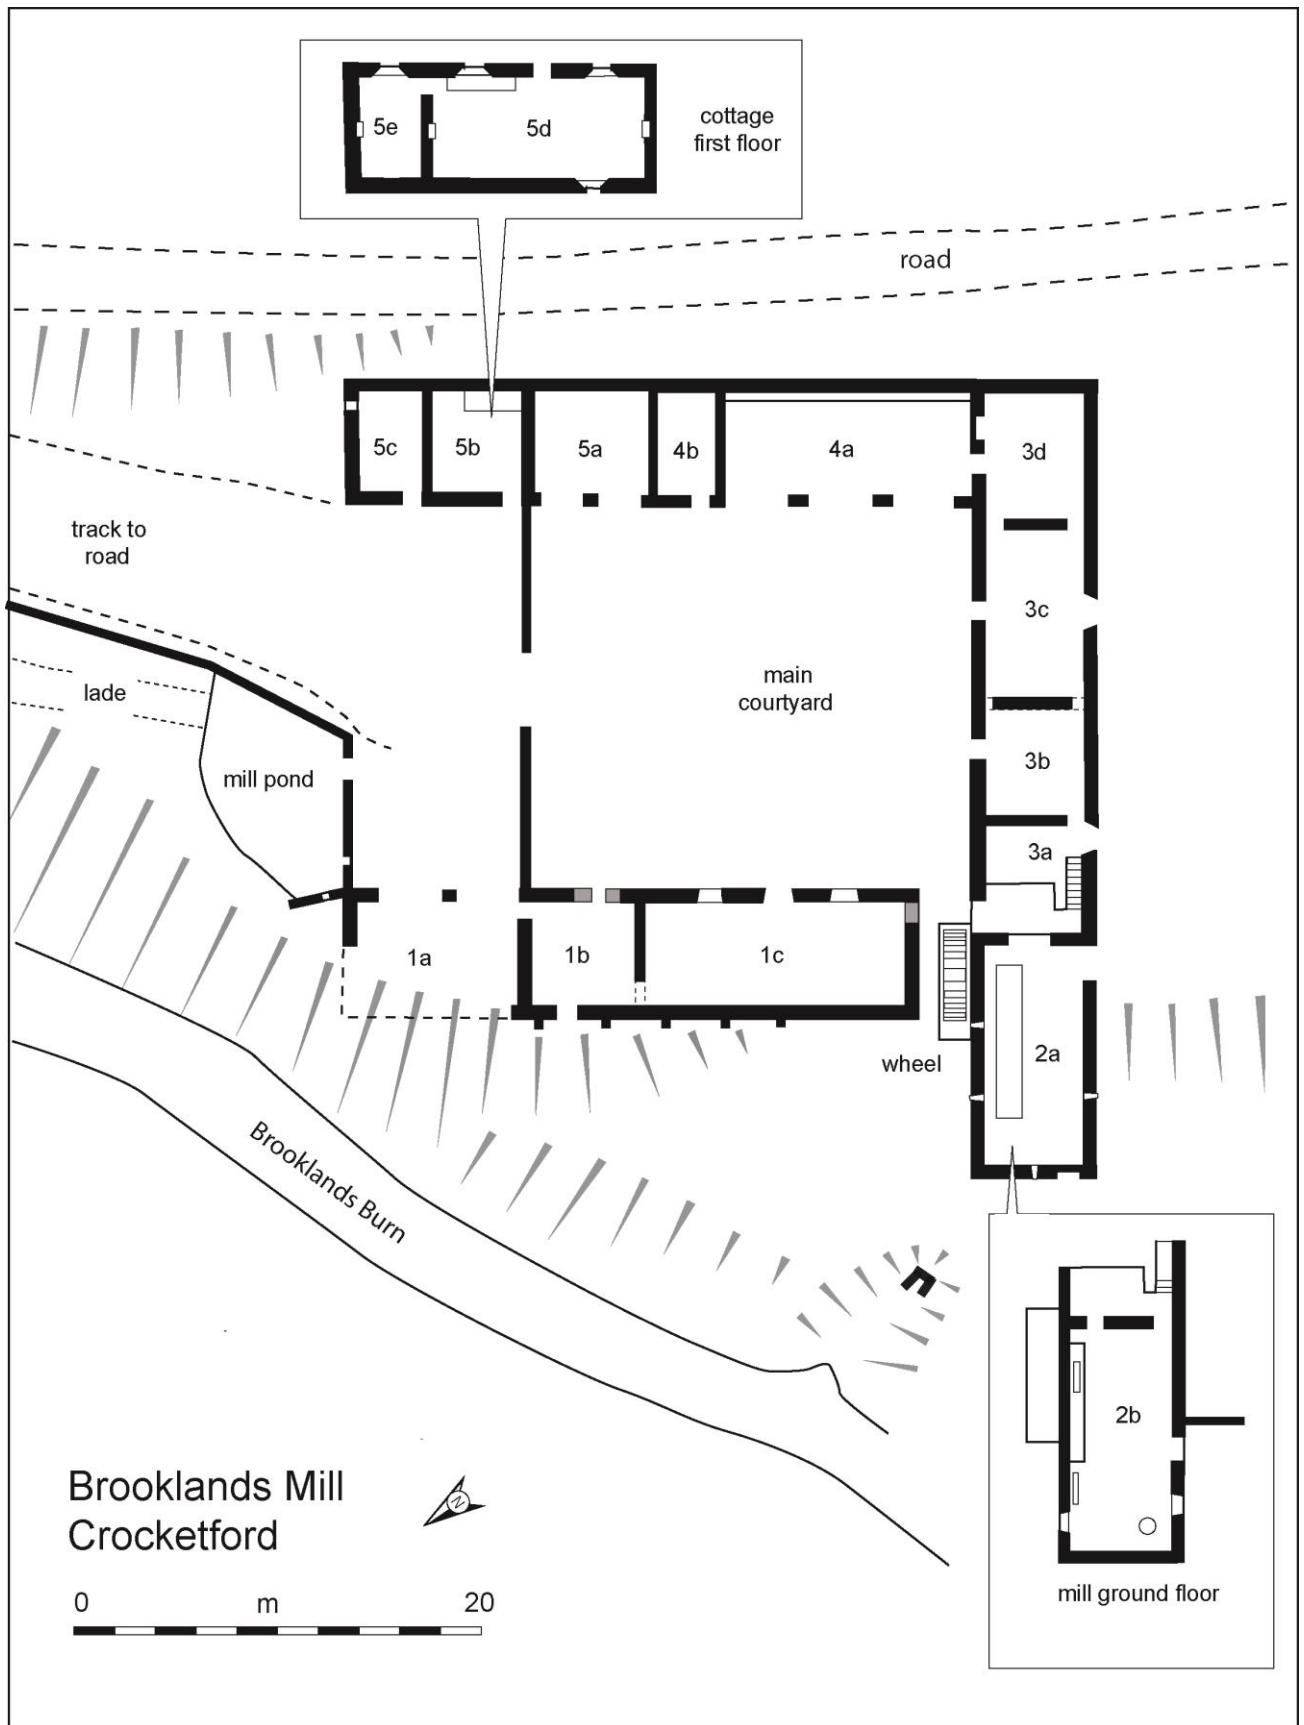 5e
5d
cottage
first floor
road
5c
5b
5a
4b
4a
3d
track to
road
3c
main
courtyard
lade
mill pond
3b
3a
1a
1b
1c
wheel
2a
Brooklands Burn
2b
Brooklands Mill
Crocketford
N
0 m 20
mill ground floor